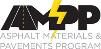 AMPP
ASPHALT MATERIALS &
PAVEMENTS PROGRAM